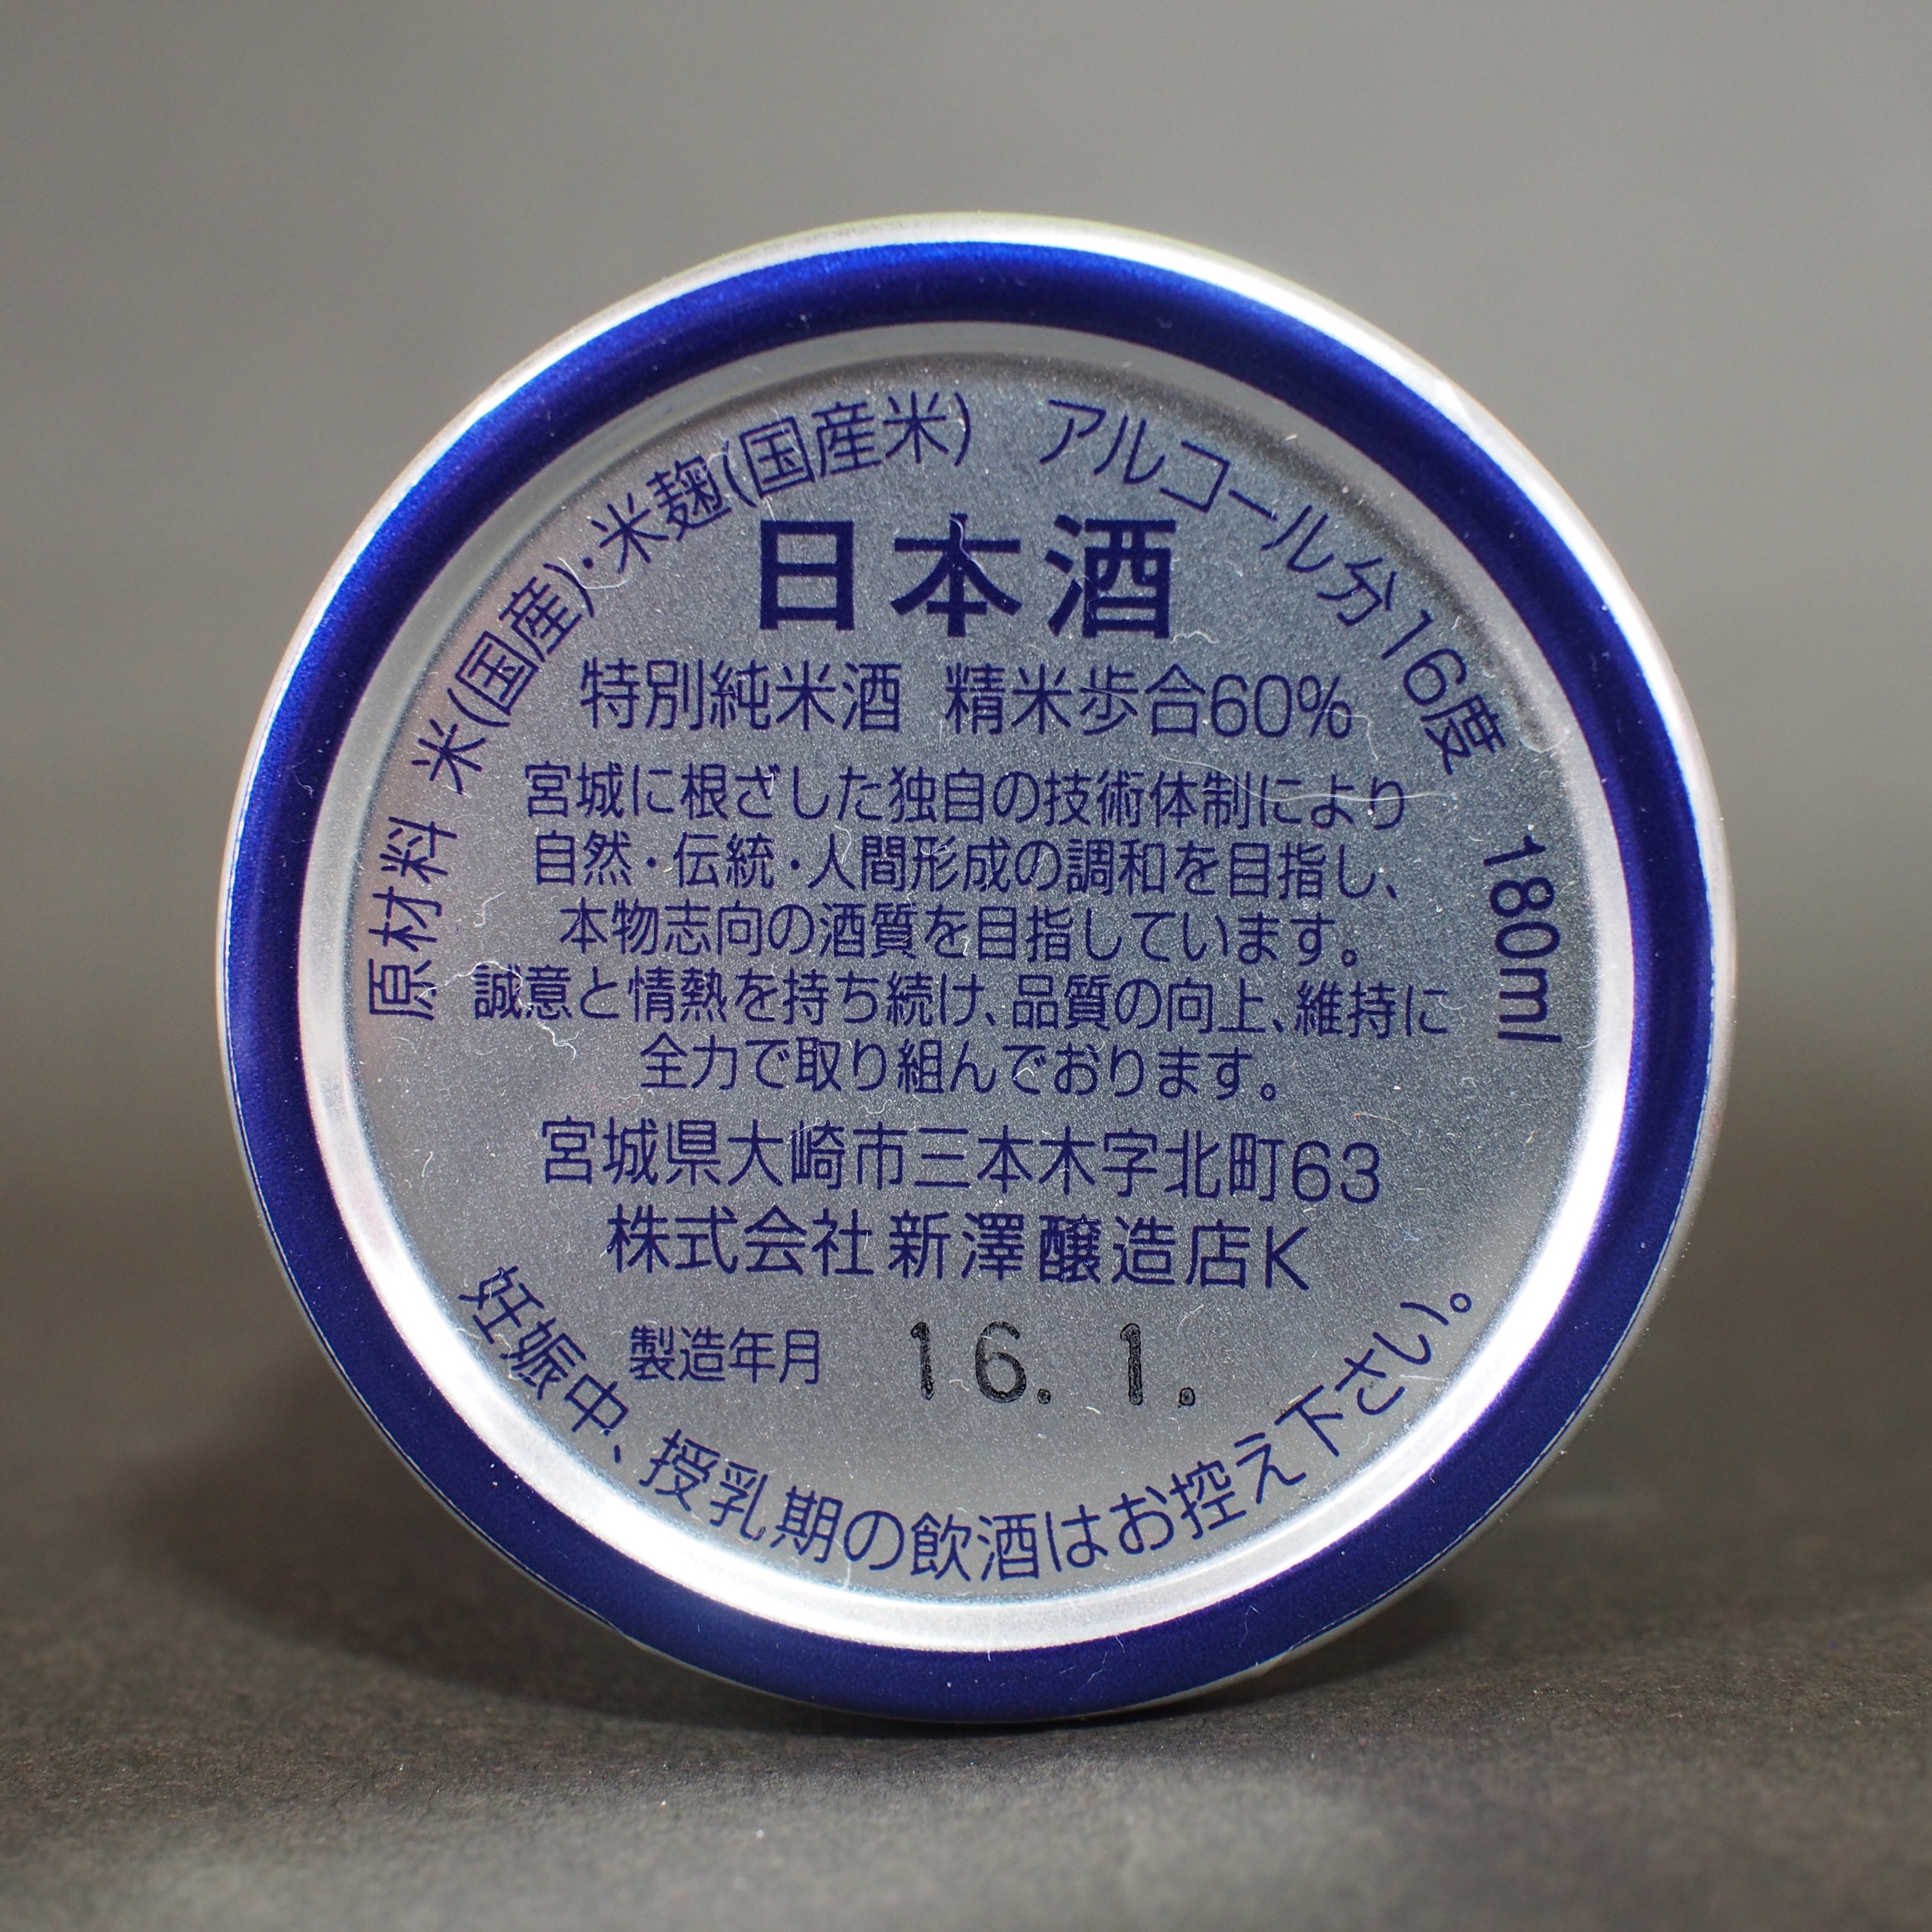 原材料 米(国産)・米麹(国産米) アルコール分16度 180ml
日本酒
特別純米酒 精米歩合60%
宮城に根ざした独自の技術体制により
自然・伝統・人間形成の調和を目指し、
本物志向の酒質を目指しています。
誠意と情熱を持ち続け、品質の向上、維持に
全力で取り組んでおります。
宮城県大崎市三本木字北町63
株式会社新澤醸造店K
製造年月 16. 1.
妊娠中、授乳期の飲酒はお控え下さい。